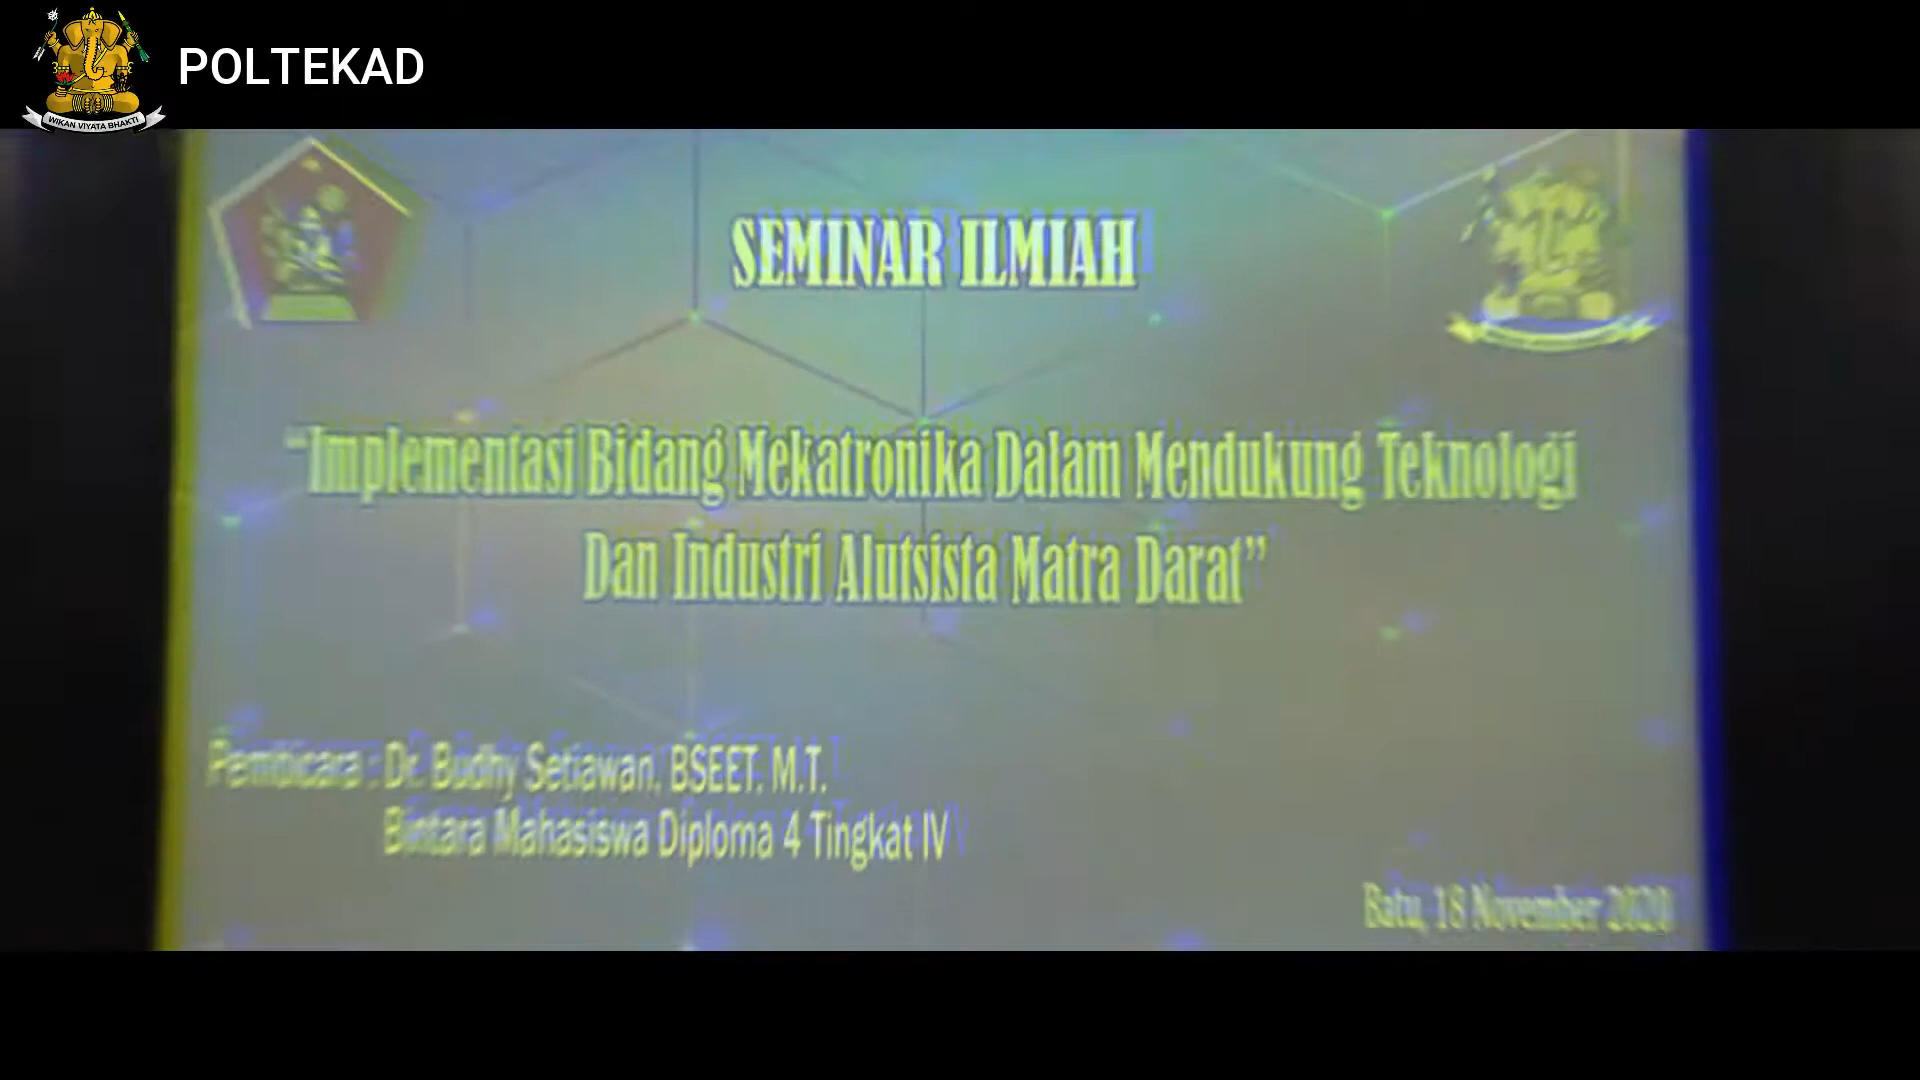 WIKAN VIYATA BHAKTI
POLTEKAD
SEMINAR ILMIAH
"Implementasi Bidang Mekatronika Dalam Mendukung Teknologi
Dan Industri Alutsista Matra Darat"
Pembicara : Dr. Budhy Setiawan, BSEET. M.T.
Bintara Mahasiswa Diploma 4 Tingkat IV
Batu, 18 November 2020